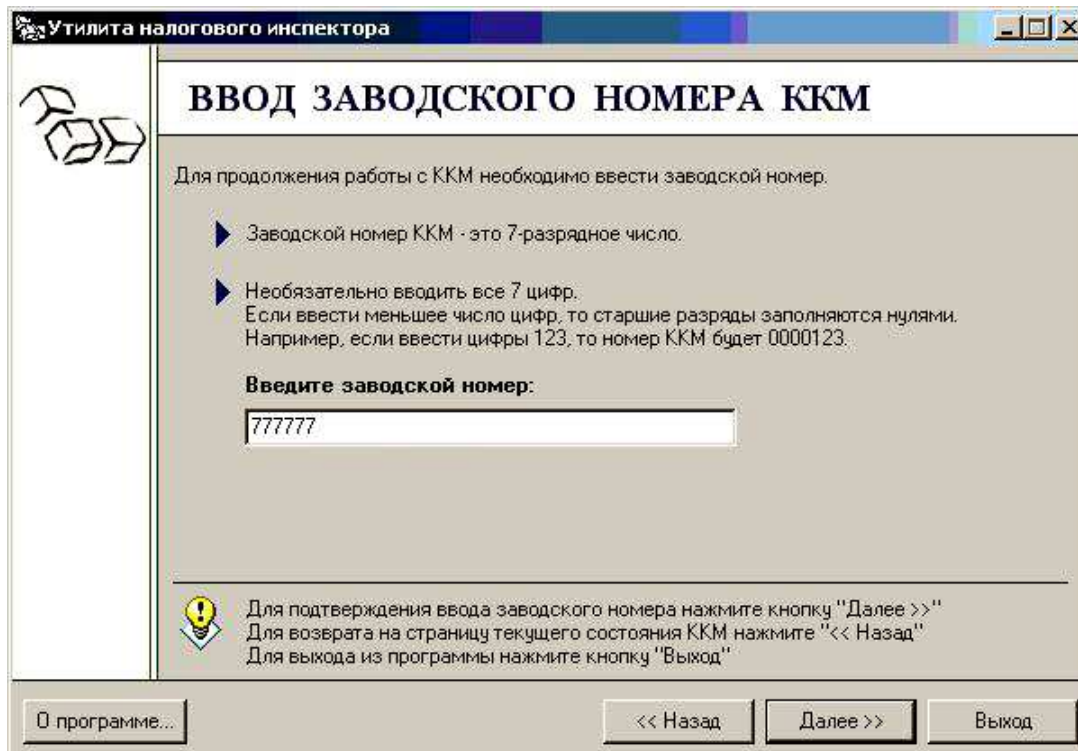 Утилита налогового инспектора
ВВОД ЗАВОДСКОГО НОМЕРА ККМ
Для продолжения работы с ККМ необходимо ввести заводской номер.
Заводской номер ККМ - это 7-разрядное число.
Необязательно вводить все 7 цифр.
Если ввести меньшее число цифр, то старшие разряды заполняются нулями.
Например, если ввести цифры 123, то номер ККМ будет 0000123.
Введите заводской номер:
777777
Для подтверждения ввода заводского номера нажмите кнопку "Далее >>"
Для возврата на страницу текущего состояния ККМ нажмите "<< Назад"
Для выхода из программы нажмите кнопку "Выход"
О программе... << Назад Далее >> Выход